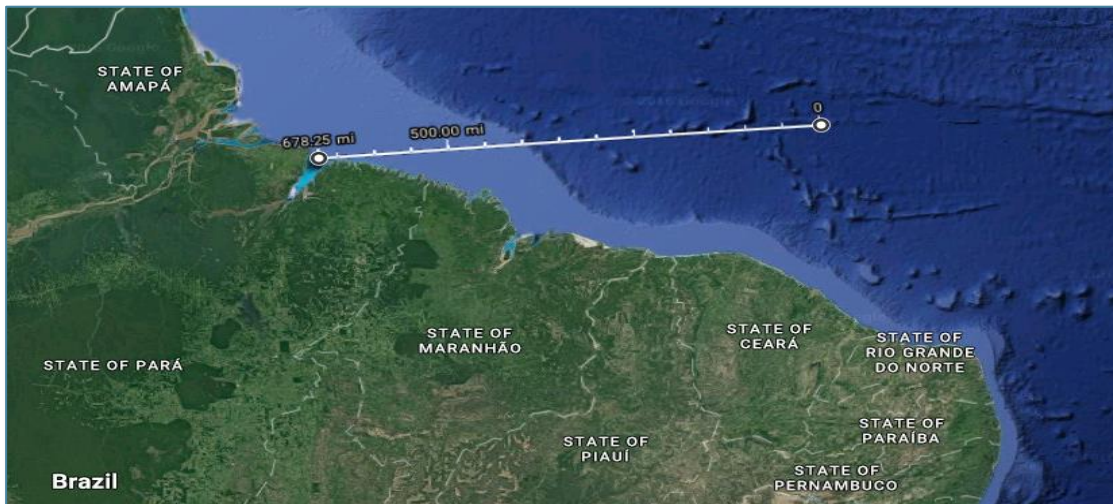 STATE OF
AMAPÁ
0
500.00 mi
678.25 mi
STATE OF
MARANHÃO
STATE OF
CEARÁ
STATE OF
RIO GRANDE
DO NORTE
STATE OF PARÁ
STATE OF
PARAÍBA
STATE OF
PIAUÍ
STATE OF
PERNAMBUCO
Brazil